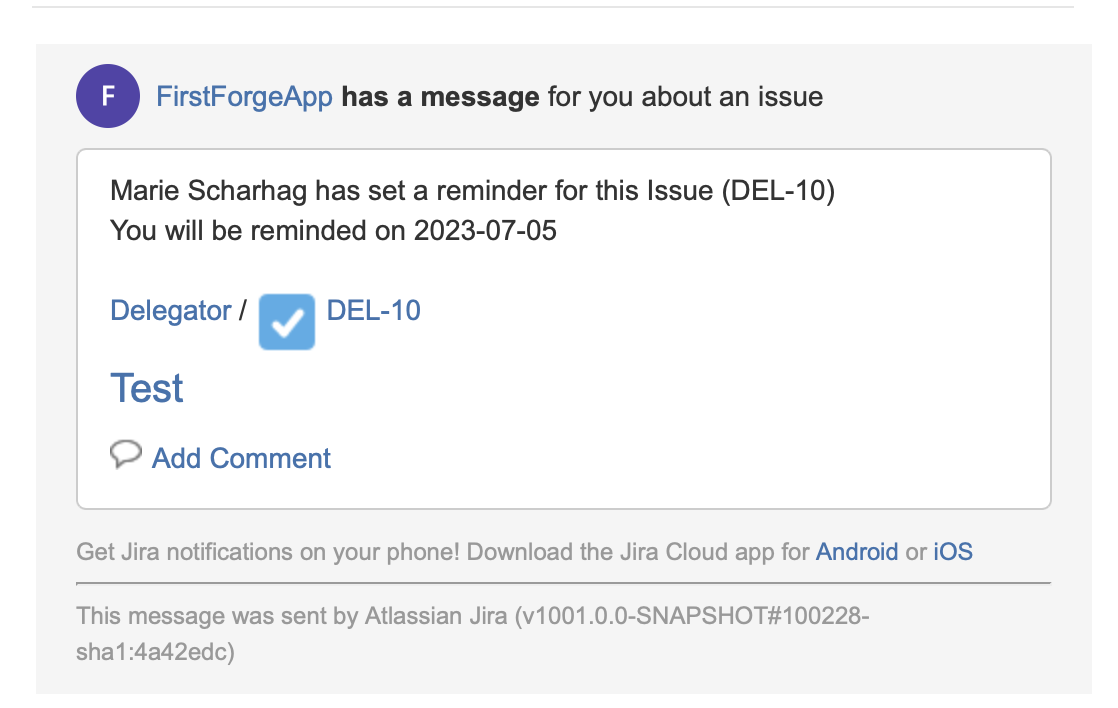 F FirstForgeApp has a message for you about an issue
Marie Scharhag has set a reminder for this Issue (DEL-10)
You will be reminded on 2023-07-05
Delegator / DEL-10
Test
Add Comment
Get Jira notifications on your phone! Download the Jira Cloud app for Android or iOS
This message was sent by Atlassian Jira (v1001.0.0-SNAPSHOT#100228-
sha1:4a42edc)